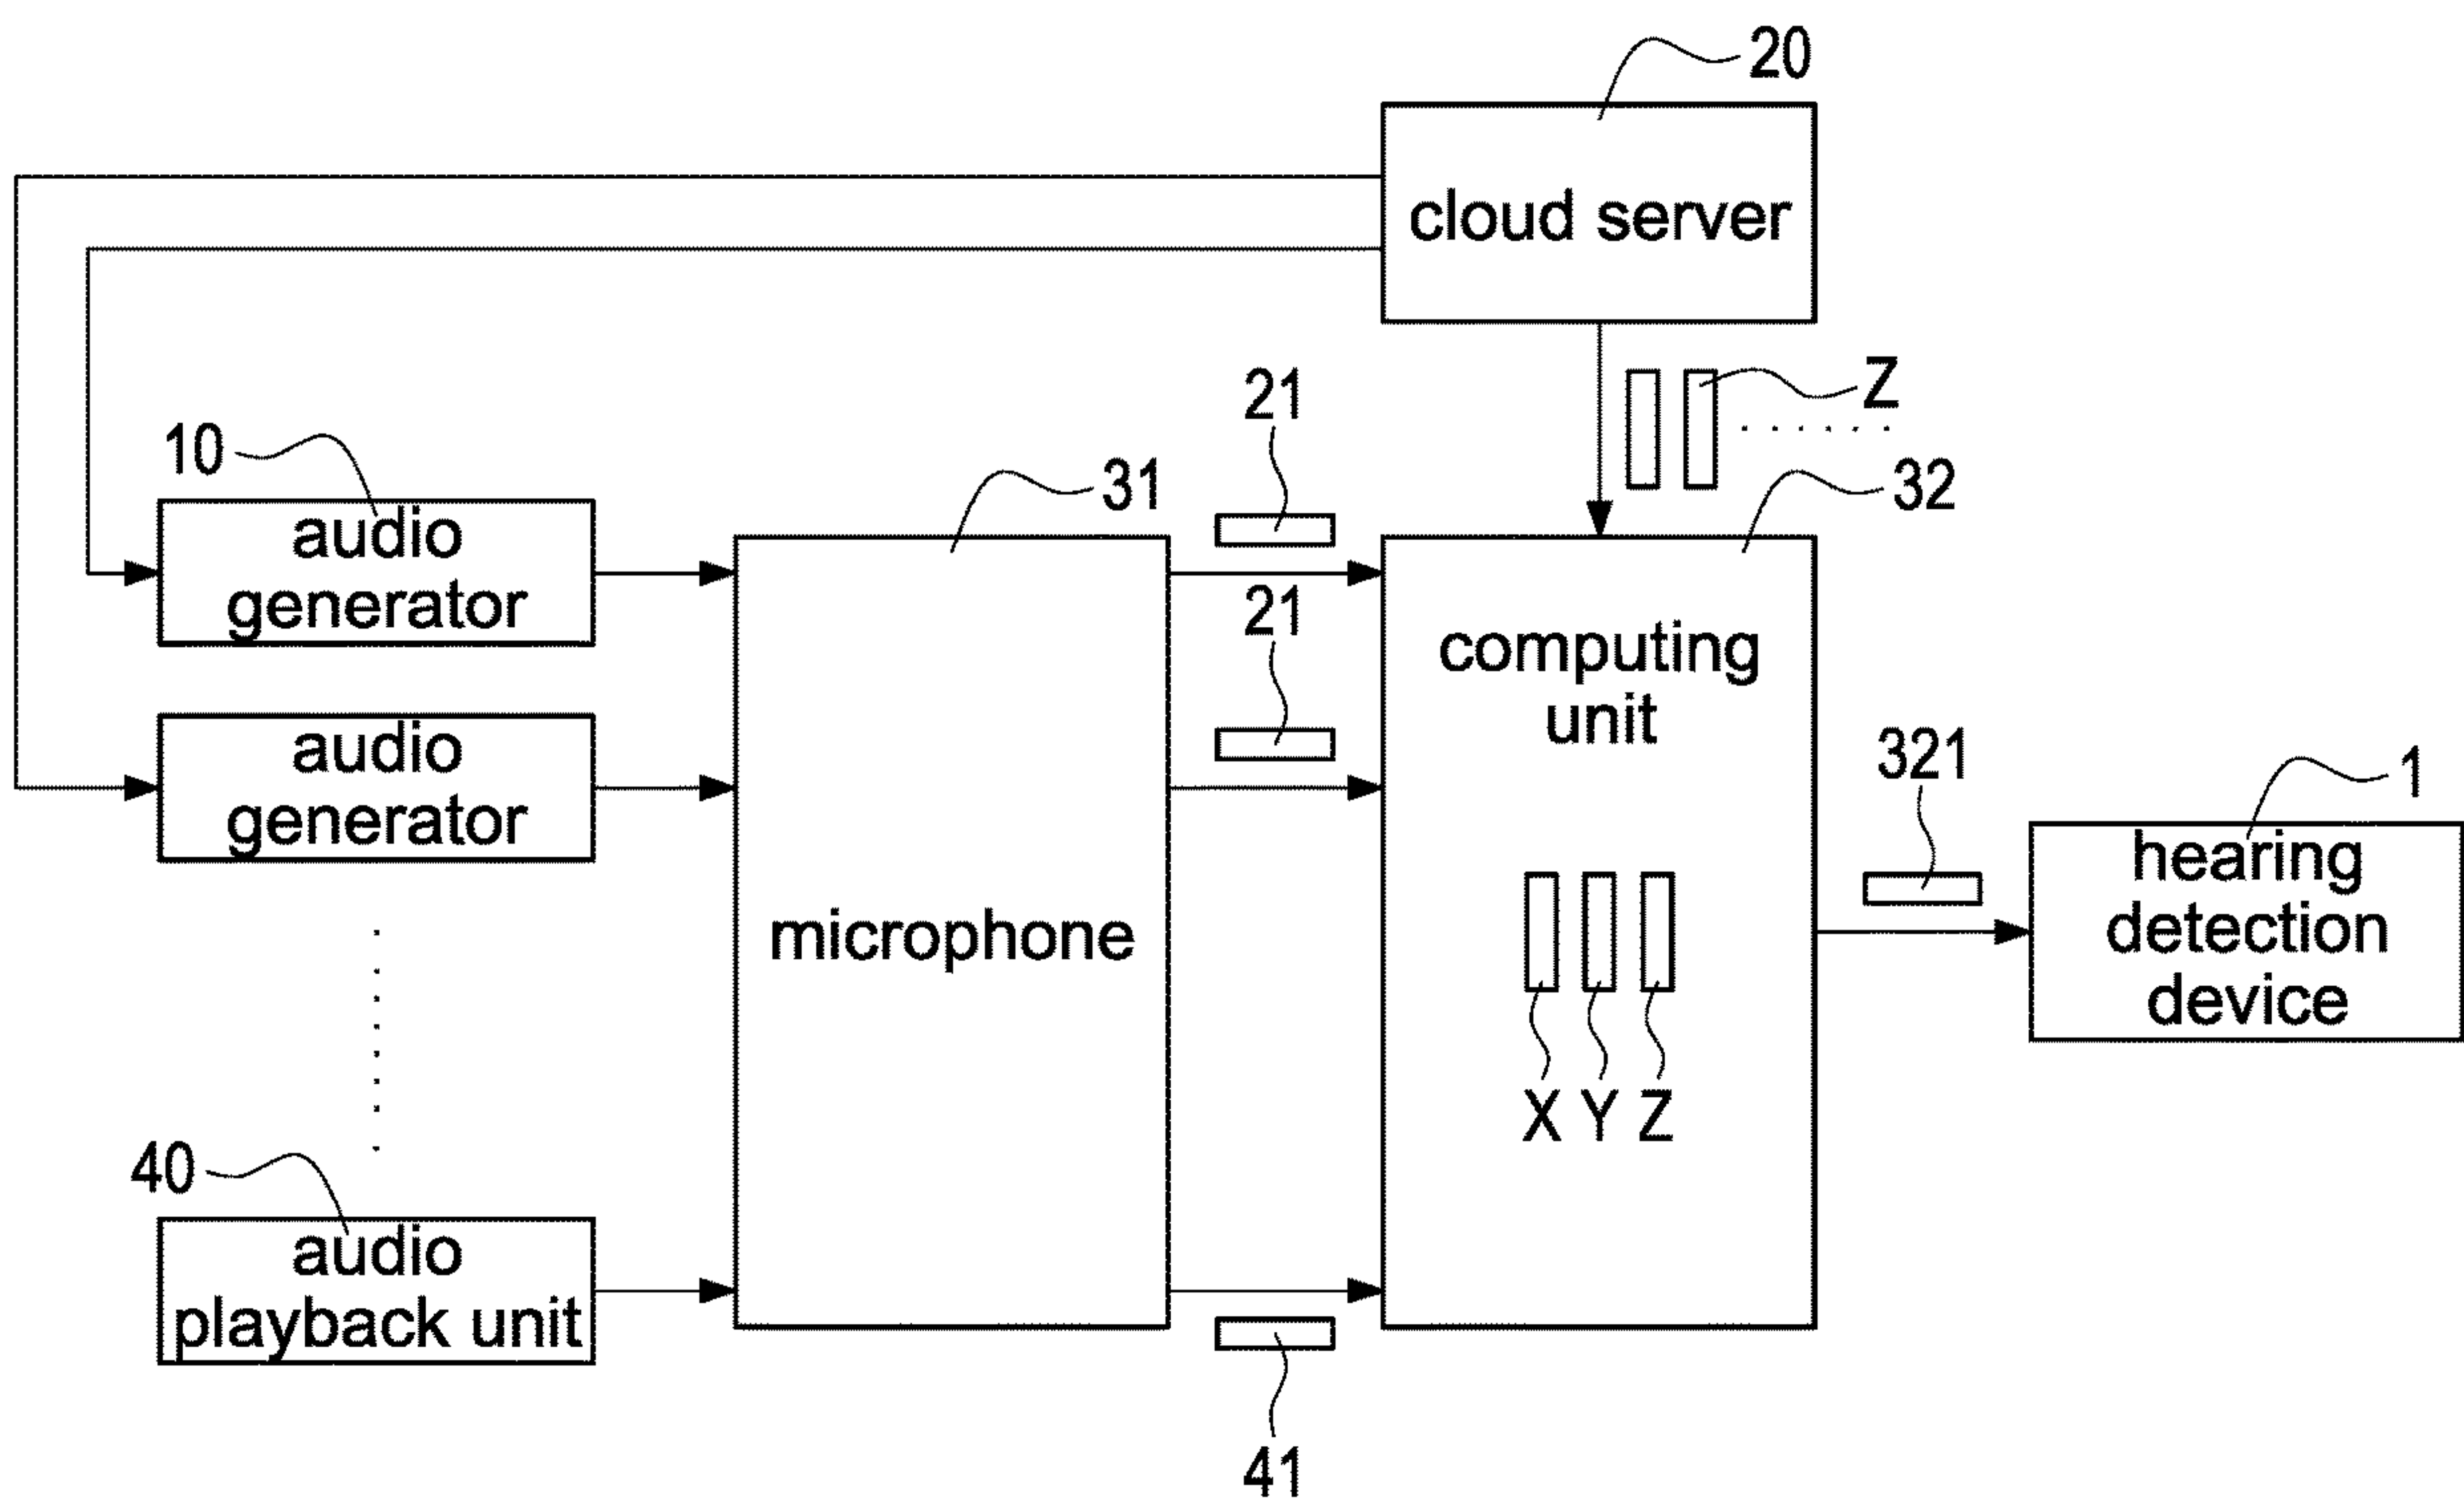 20
cloud server
Z
21
10
31
32
audio
generator
21
computing
unit
audio
generator
321
1
hearing
detection
device
microphone
X Y Z
40
audio
playback unit
41